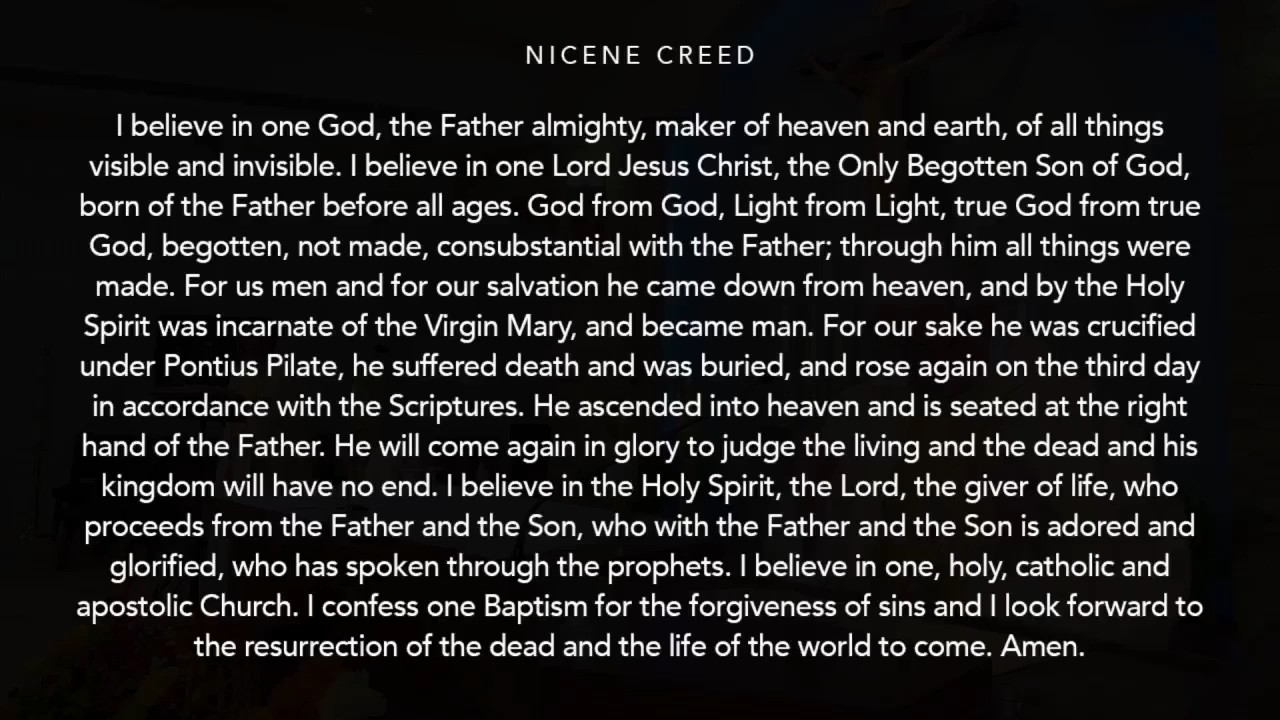 NICENE CREED
I believe in one God, the Father almighty, maker of heaven and earth, of all things
visible and invisible. I believe in one Lord Jesus Christ, the Only Begotten Son of God,
born of the Father before all ages. God from God, Light from Light, true God from true
God, begotten, not made, consubstantial with the Father; through him all things were
made. For us men and for our salvation he came down from heaven, and by the Holy
Spirit was incarnate of the Virgin Mary, and became man. For our sake he was crucified
under Pontius Pilate, he suffered death and was buried, and rose again on the third day
in accordance with the Scriptures. He ascended into heaven and is seated at the right
hand of the Father. He will come again in glory to judge the living and the dead and his
kingdom will have no end. I believe in the Holy Spirit, the Lord, the giver of life, who
proceeds from the Father and the Son, who with the Father and the Son is adored and
glorified, who has spoken through the prophets. I believe in one, holy, catholic and
apostolic Church. I confess one Baptism for the forgiveness of sins and I look forward to
the resurrection of the dead and the life of the world to come. Amen.